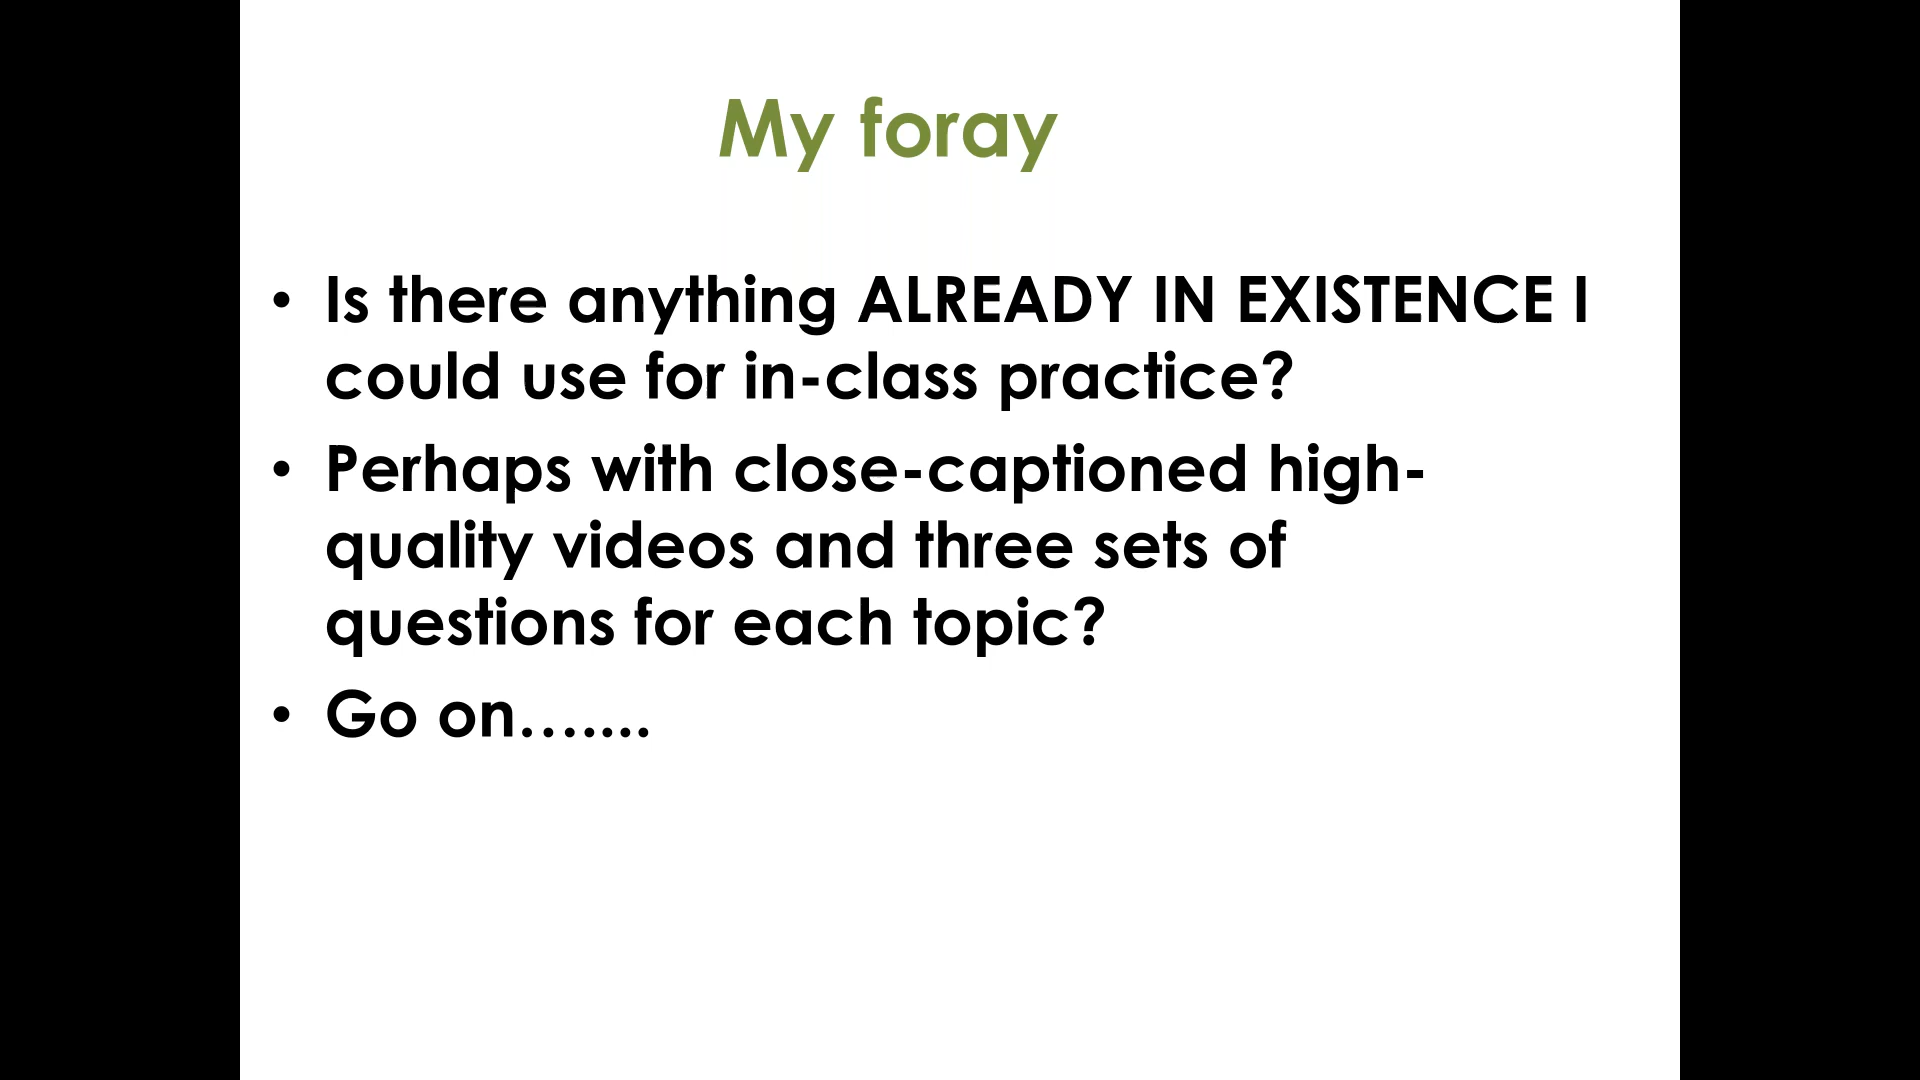 My foray
• Is there anything ALREADY IN EXISTENCE I
could use for in-class practice?
• Perhaps with close-captioned high-
quality videos and three sets of
questions for each topic?
• Go on…....